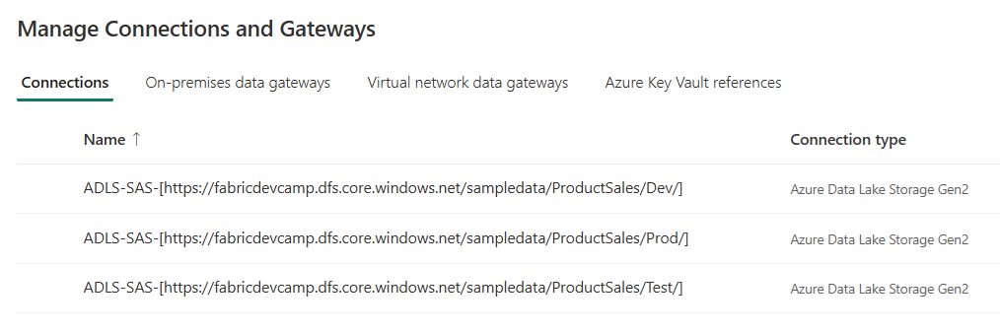 Manage Connections and Gateways
Connections On-premises data gateways Virtual network data gateways Azure Key Vault references
Name ↑ Connection type
ADLS-SAS-[https://fabricdevcamp.dfs.core.windows.net/sampledata/ProductSales/Dev/] Azure Data Lake Storage Gen2
ADLS-SAS-[https://fabricdevcamp.dfs.core.windows.net/sampledata/ProductSales/Prod/] Azure Data Lake Storage Gen2
ADLS-SAS-[https://fabricdevcamp.dfs.core.windows.net/sampledata/ProductSales/Test/] Azure Data Lake Storage Gen2